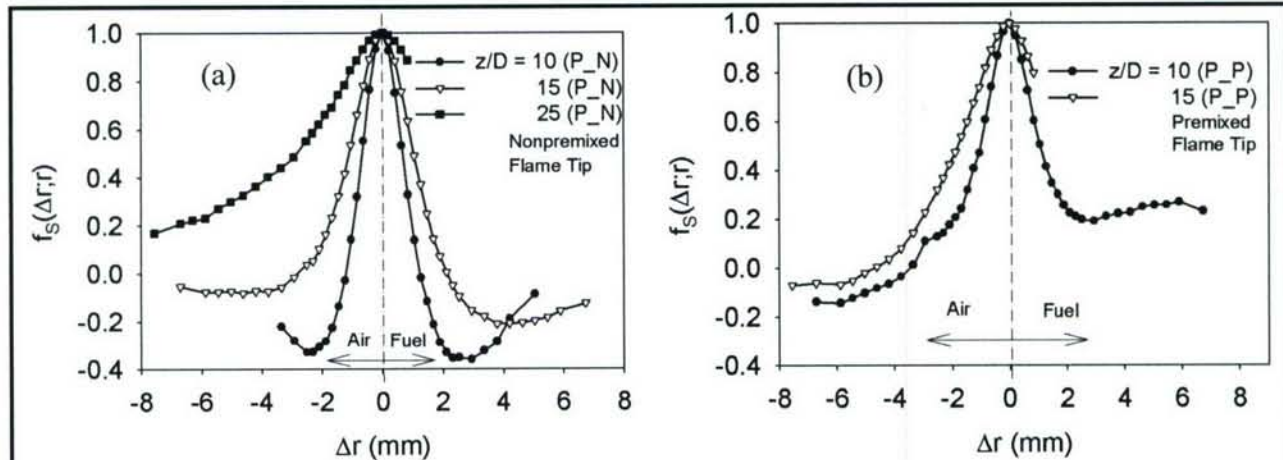 (a)
z/D = 10 (P_N)
15 (P_N)
25 (P_N)
Nonpremixed
Flame Tip
Air
Fuel
1.0
0.8
0.6
0.4
0.2
0.0
-0.2
-0.4
-8
-6
-4
-2
0
2
4
6
8
f_S(Δr;r)
Δr (mm)
(b)
z/D = 10 (P_P)
15 (P_P)
Premixed
Flame Tip
Air
Fuel
1.0
0.8
0.6
0.4
0.2
0.0
-0.2
-0.4
-8
-6
-4
-2
0
2
4
6
8
f_S(Δr;r)
Δr (mm)